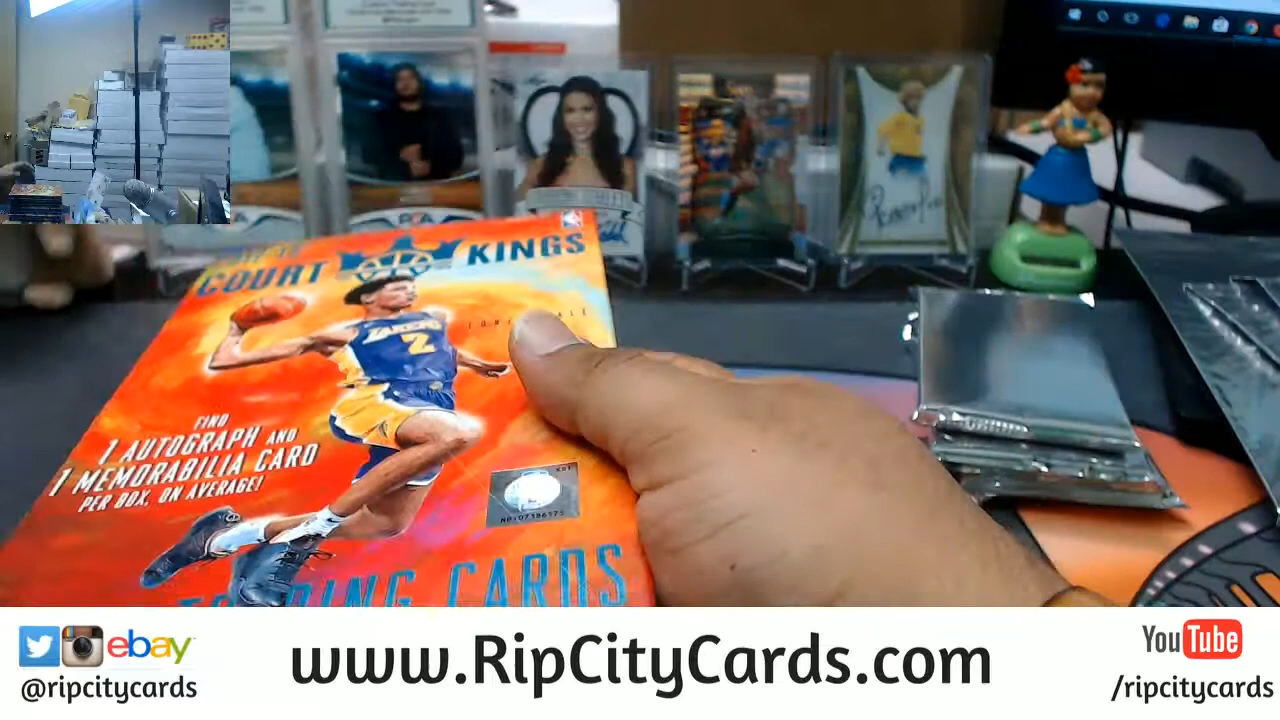 COURT KINGS
LAKERS
2
FIND
1 AUTOGRAPH AND
1 MEMORABILIA CARD
PER BOX, ON AVERAGE!
TRADING CARDS
ebay
@ripcitycards
www.RipCityCards.com
YouTube
/ripcitycards